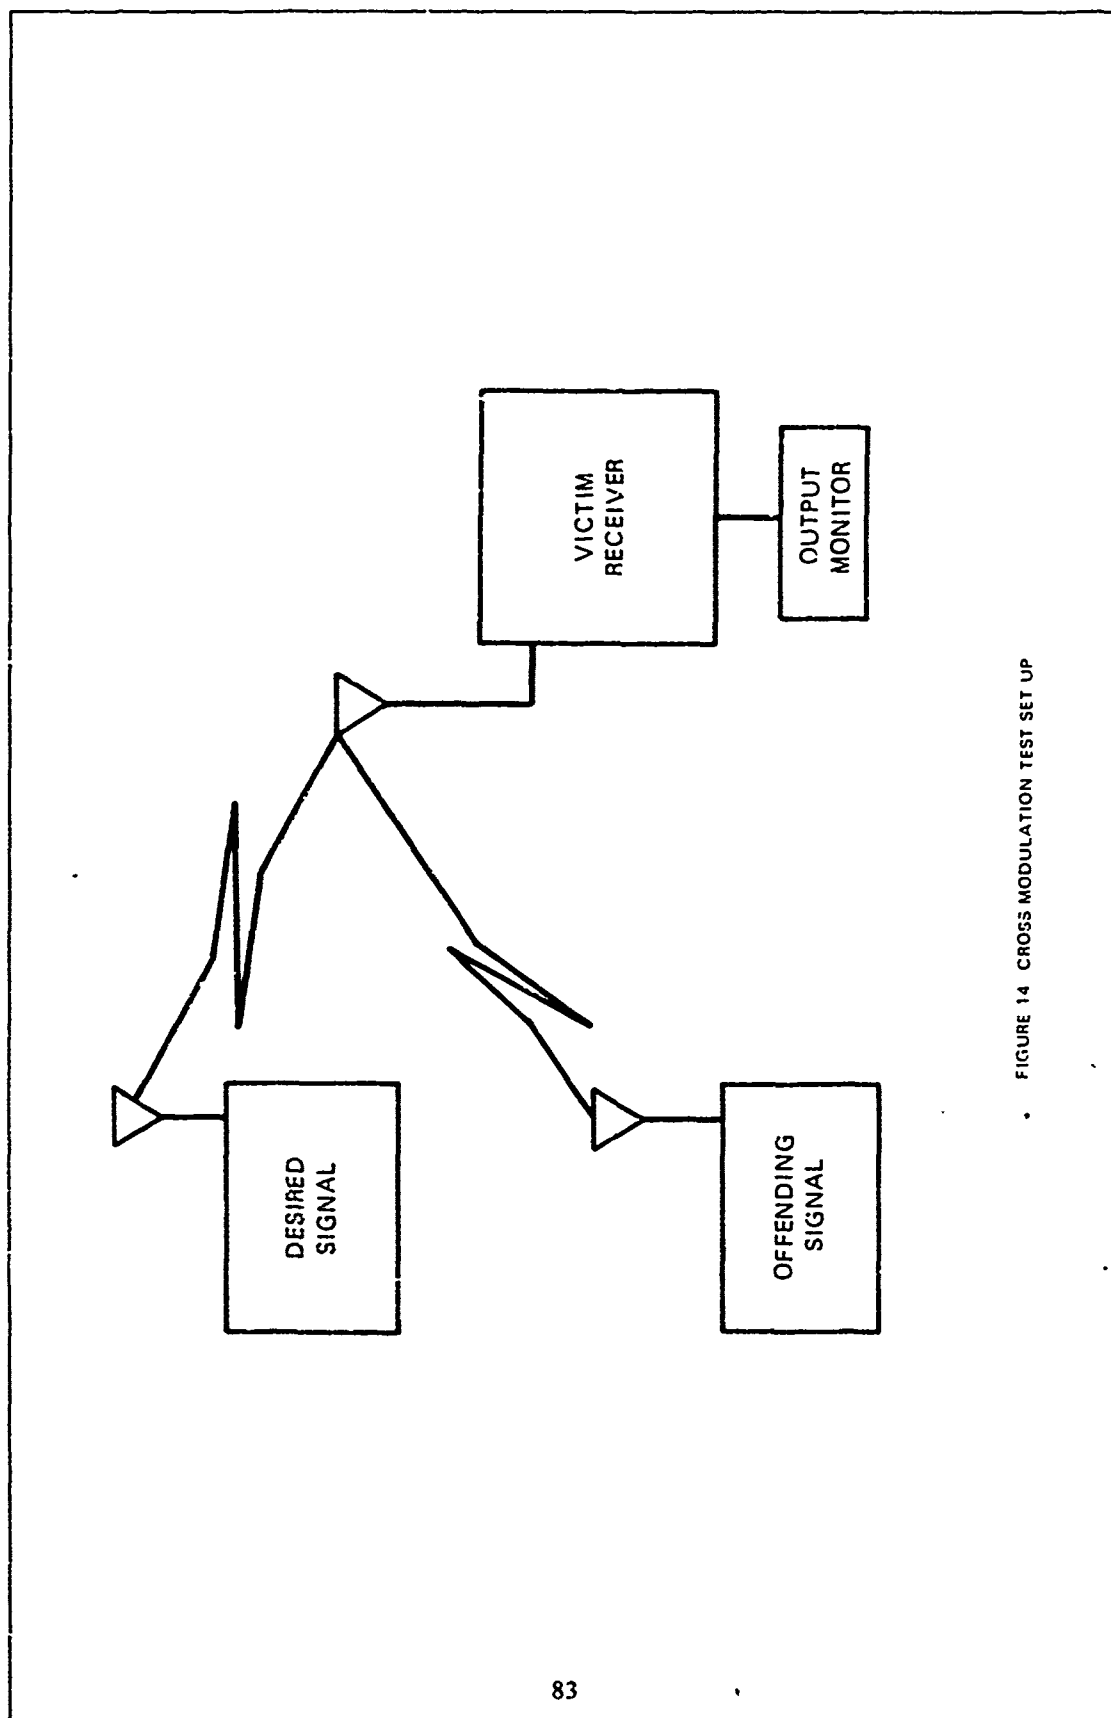 DESIRED
SIGNAL
OFFENDING
SIGNAL
VICTIM
RECEIVER
OUTPUT
MONITOR
FIGURE 14 CROSS MODULATION TEST SET UP
83